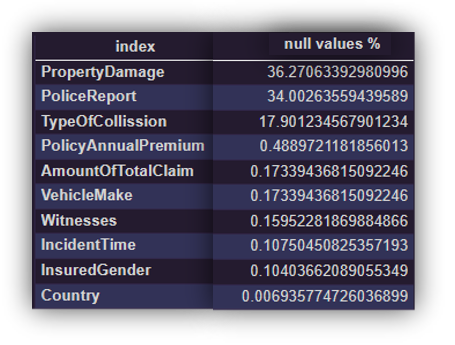 index null values %
PropertyDamage 36.27063392980996
PoliceReport 34.00263559439589
TypeOfCollission 17.901234567901234
PolicyAnnualPremium 0.4889721181856013
AmountOfTotalClaim 0.17339436815092246
VehicleMake 0.17339436815092246
Witnesses 0.15952281869884866
IncidentTime 0.10750450825357193
InsuredGender 0.10403662089055349
Country 0.006935774726036899